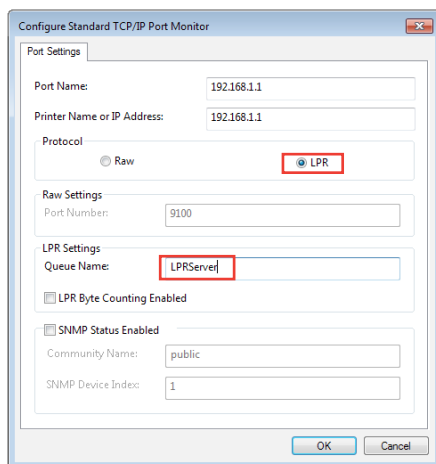 Configure Standard TCP/IP Port Monitor
Port Settings
Port Name: 192.168.1.1
Printer Name or IP Address: 192.168.1.1
Protocol
Raw LPR
Raw Settings
Port Number: 9100
LPR Settings
Queue Name: LPRServer
LPR Byte Counting Enabled
SNMP Status Enabled
Community Name: public
SNMP Device Index: 1
OK Cancel